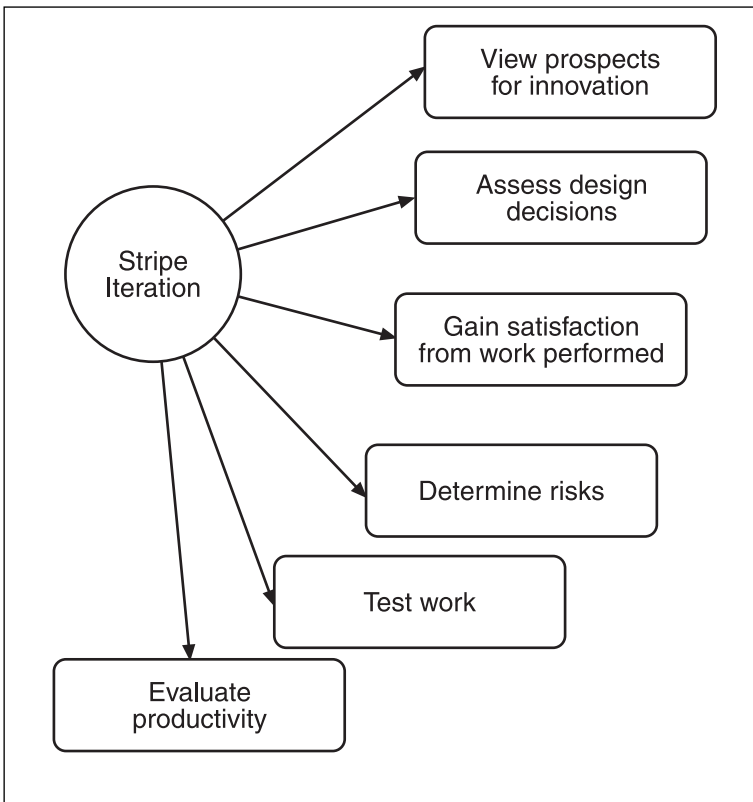 View prospects
for innovation
Assess design
decisions
Stripe
Iteration
Gain satisfaction
from work performed
Determine risks
Test work
Evaluate
productivity